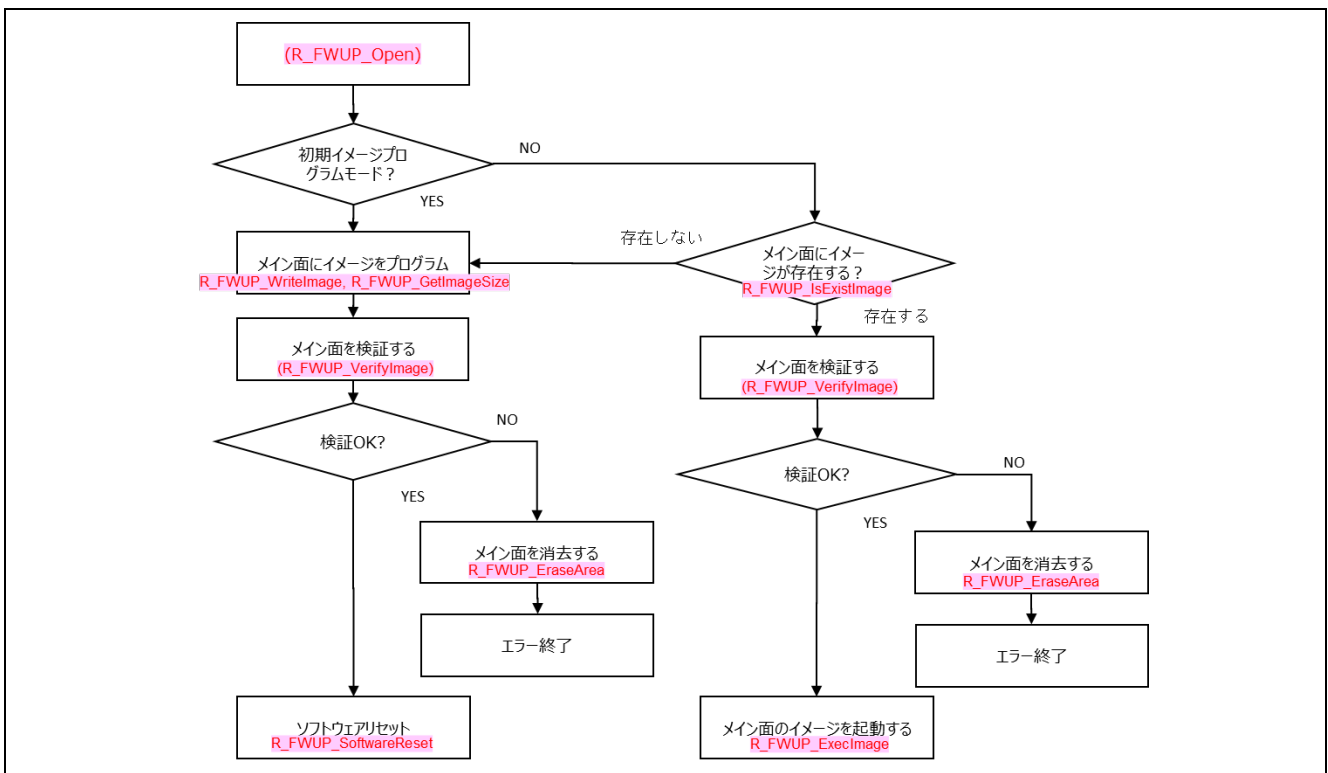 (R_FWUP_Open)
初期イメージプロ
グラムモード？
NO
YES
存在しない
メイン面にイメー
ジが存在する？
R_FWUP_IsExistImage
メイン面にイメージをプログラム
R_FWUP_WriteImage, R_FWUP_GetImageSize
存在する
メイン面を検証する
(R_FWUP_VerifyImage)
メイン面を検証する
(R_FWUP_VerifyImage)
検証OK?
NO
YES
検証OK?
NO
YES
メイン面を消去する
R_FWUP_EraseArea
メイン面を消去する
R_FWUP_EraseArea
エラー終了
エラー終了
ソフトウェアリセット
R_FWUP_SoftwareReset
メイン面のイメージを起動する
R_FWUP_ExecImage